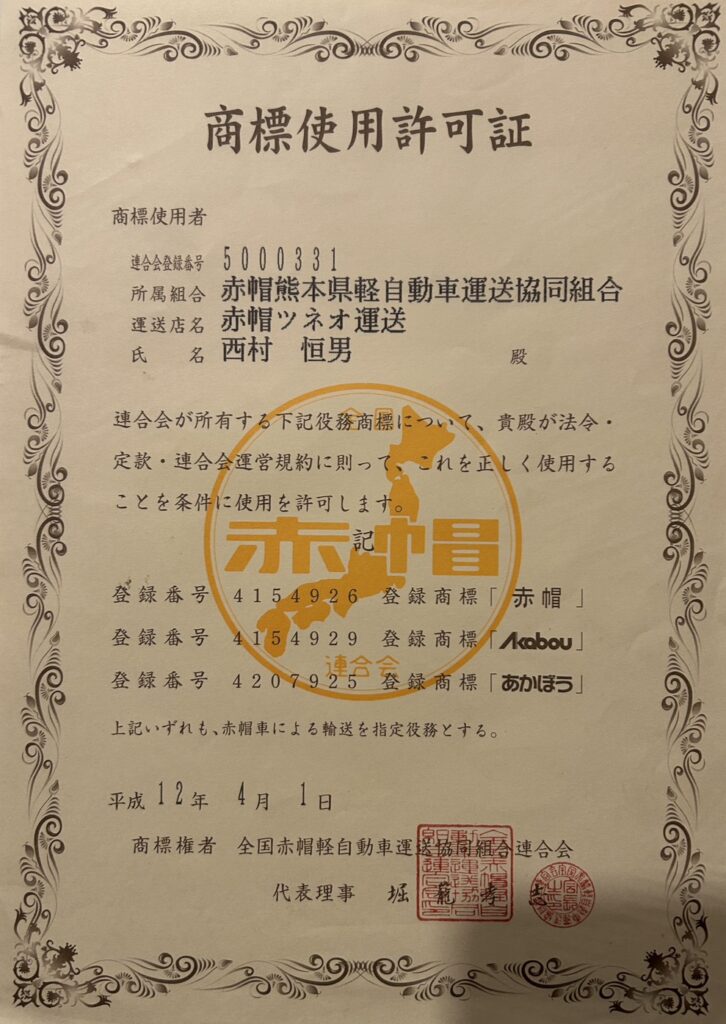 商標使用許可証
商標使用者
連合会登録番号 5000331
所属組合 赤帽熊本県軽自動車運送協同組合
運送店名 赤帽ツネオ運送
氏 名 西村 恒男 殿
全国
連合会が所有する下記役務商標について、貴殿が法令・
定款・連合会運営規約に則って、これを正しく使用する
ことを条件に使用を許可します。
記
赤帽
登録番号 4154926 登録商標「赤帽」
登録番号 4154929 登録商標「Akabou」
連合会
登録番号 4207925 登録商標「あかぼう」
上記いずれも、赤帽車による輸送を指定役務とする。
平成12年 4月 1日
商標権者 全国赤帽軽自動車運送協同組合連合会
代表理事 堀 籠 孝